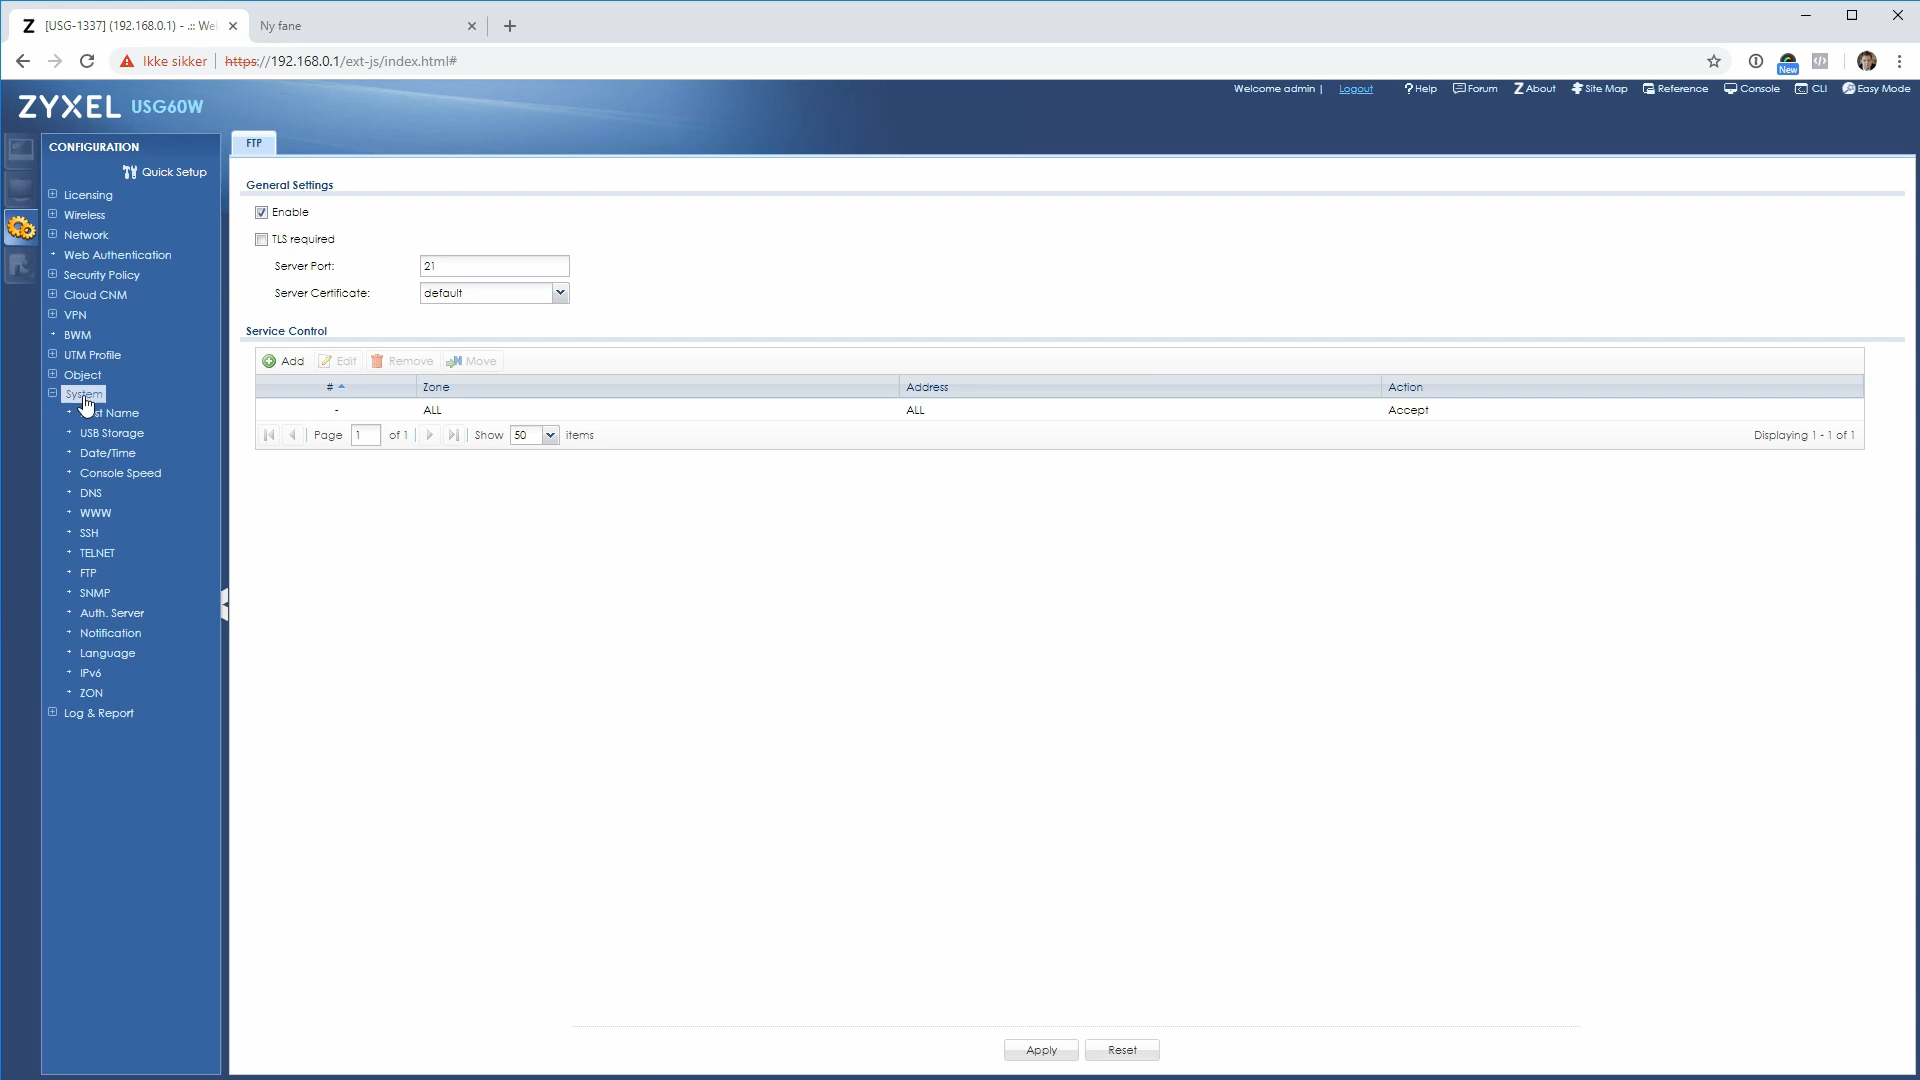 Z [USG-1337] (192.168.0.1) - .:: We
Ny fane
Ikke sikker | https://192.168.0.1/ext-js/index.html#
New
ZYXEL USG60W
Welcome admin | Logout ? Help Forum Z About Site Map Reference Console CLI Easy Mode
CONFIGURATION
Quick Setup
Licensing
Wireless
Network
Web Authentication
Security Policy
Cloud CNM
VPN
BWM
UTM Profile
Object
System
Name
USB Storage
Date/Time
Console Speed
DNS
WWW
SSH
TELNET
FTP
SNMP
Auth. Server
Notification
Language
IPv6
ZON
Log & Report
FTP
General Settings
Enable
TLS required
Server Port: 21
Server Certificate: default
Service Control
Add Edit Remove Move
# Zone Address Action
- ALL ALL Accept
Page 1 of 1 Show 50 items Displaying 1 - 1 of 1
Apply Reset